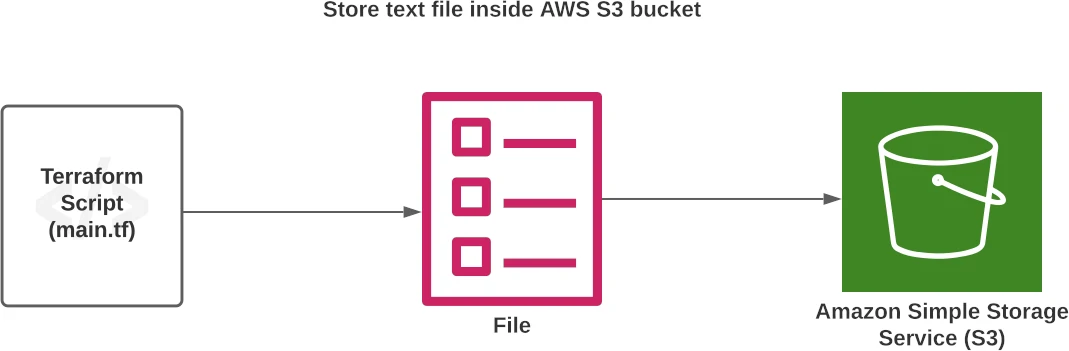 Store text file inside AWS S3 bucket
Terraform
Script
(main.tf)
File
Amazon Simple Storage
Service (S3)